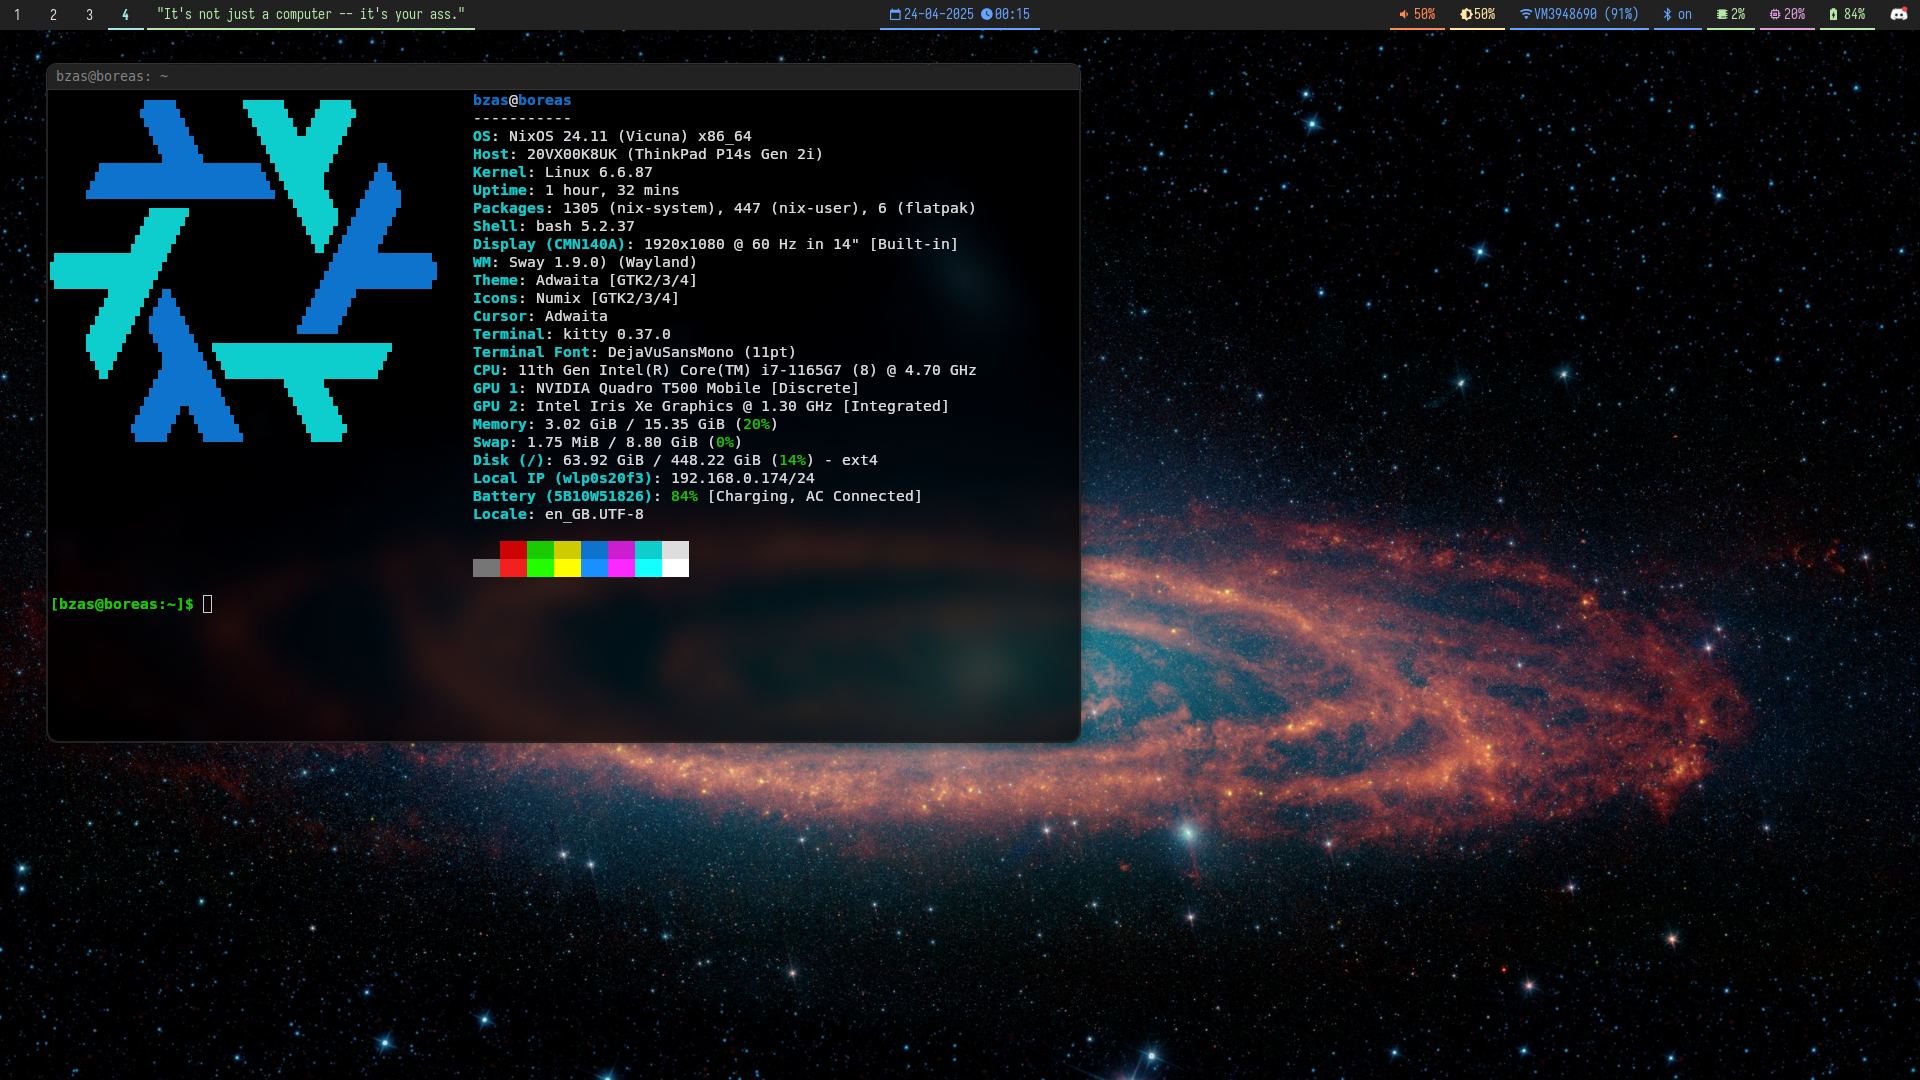 1 2 3 4 "It's not just a computer -- it's your ass." 24-04-2025 00:15 50% 50% VM3948690 (91%) on 2% 20% 84%
bzas@boreas: ~
bzas@boreas
-----------
OS: NixOS 24.11 (Vicuna) x86_64
Host: 20VX00K8UK (ThinkPad P14s Gen 2i)
Kernel: Linux 6.6.87
Uptime: 1 hour, 32 mins
Packages: 1305 (nix-system), 447 (nix-user), 6 (flatpak)
Shell: bash 5.2.37
Display (CMN140A): 1920x1080 @ 60 Hz in 14" [Built-in]
WM: Sway 1.9.0) (Wayland)
Theme: Adwaita [GTK2/3/4]
Icons: Numix [GTK2/3/4]
Cursor: Adwaita
Terminal: kitty 0.37.0
Terminal Font: DejaVuSansMono (11pt)
CPU: 11th Gen Intel(R) Core(TM) i7-1165G7 (8) @ 4.70 GHz
GPU 1: NVIDIA Quadro T500 Mobile [Discrete]
GPU 2: Intel Iris Xe Graphics @ 1.30 GHz [Integrated]
Memory: 3.02 GiB / 15.35 GiB (20%)
Swap: 1.75 MiB / 8.80 GiB (0%)
Disk (/): 63.92 GiB / 448.22 GiB (14%) - ext4
Local IP (wlp0s20f3): 192.168.0.174/24
Battery (5B10W51826): 84% [Charging, AC Connected]
Locale: en_GB.UTF-8
[bzas@boreas:~]$